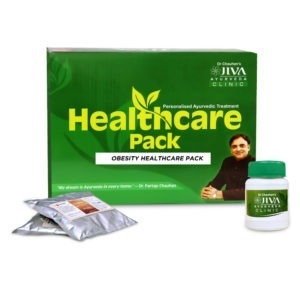 Dr Chauhan's
JIVA
AYURVEDA
CLINIC
Personalised Ayurvedic Treatment
Healthcare
Pack
OBESITY HEALTHCARE PACK
"My dream is Ayurveda in every home." – Dr. Partap Chauhan
Dr Chauhan's
JIVA
AYURVEDA
CLINIC